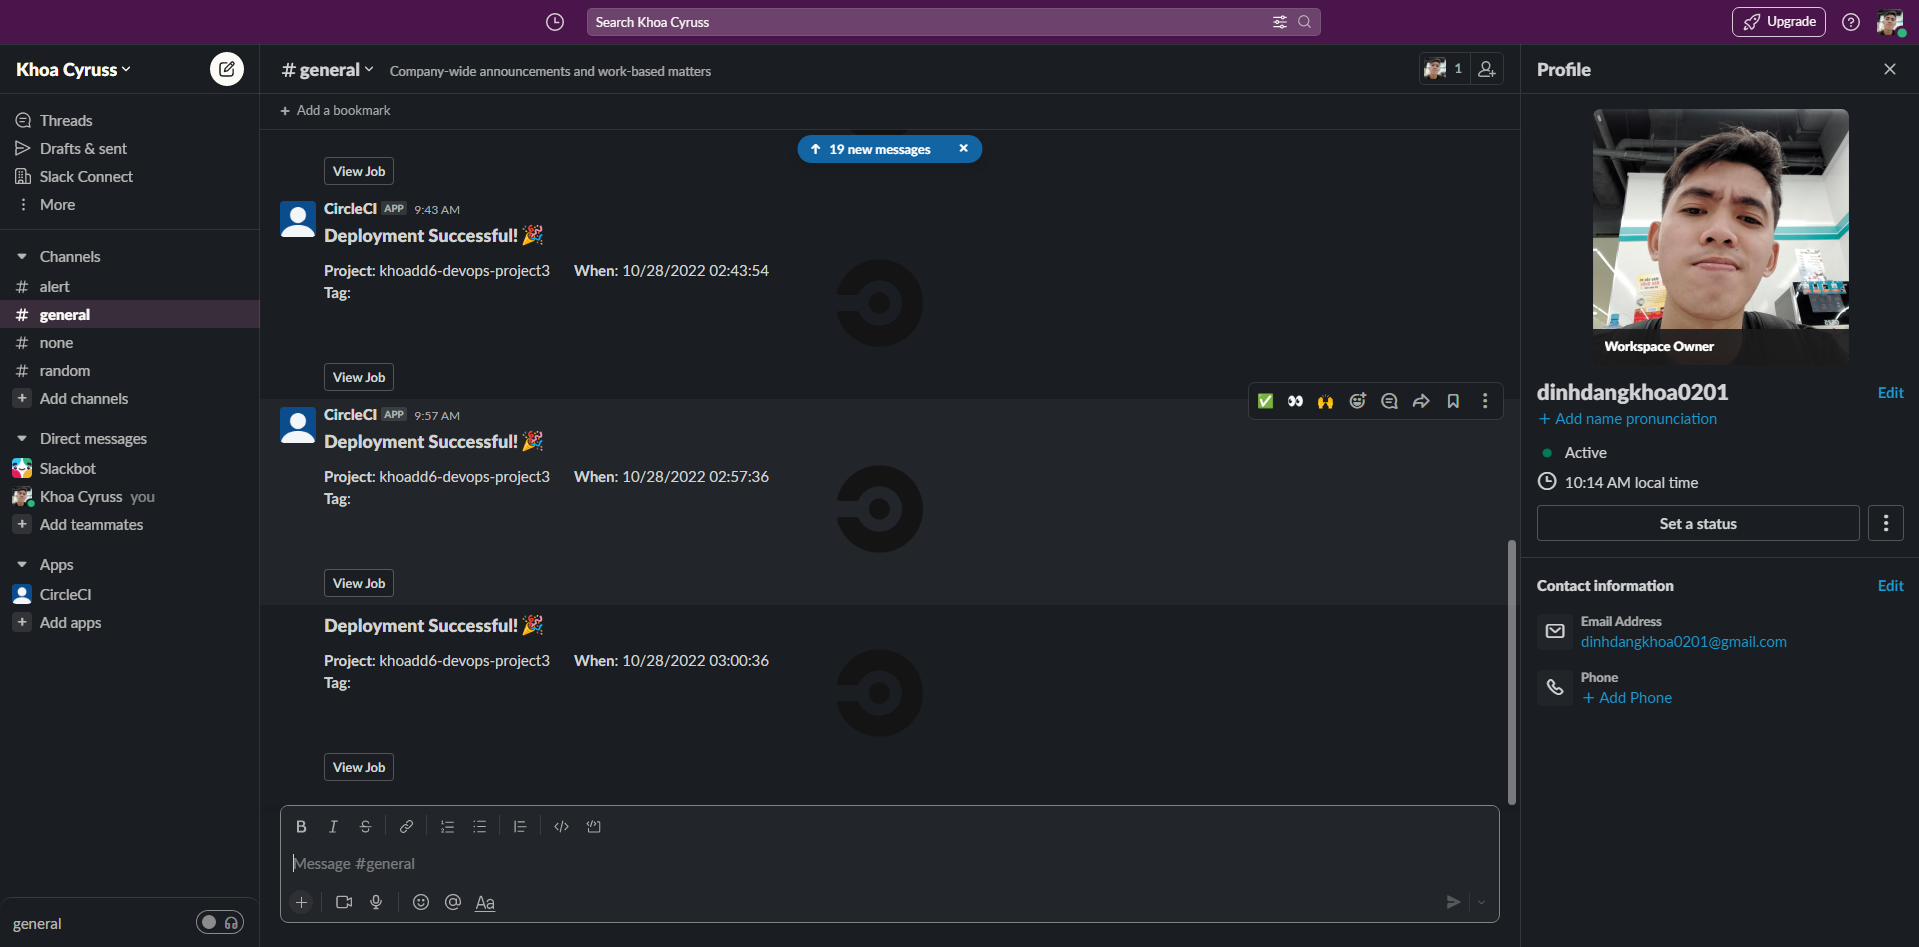 Search Khoa Cyruss
Upgrade
Khoa Cyruss
Threads
Drafts & sent
Slack Connect
More
Channels
# alert
# general
# none
# random
+ Add channels
Direct messages
Slackbot
Khoa Cyruss you
+ Add teammates
Apps
CircleCI
+ Add apps
general
# general
Company-wide announcements and work-based matters
1
+ Add a bookmark
↑ 19 new messages ×
View Job
CircleCI APP 9:43 AM
Deployment Successful! 🎉
Project: khoadd6-devops-project3 When: 10/28/2022 02:43:54
Tag:
View Job
CircleCI APP 9:57 AM
Deployment Successful! 🎉
Project: khoadd6-devops-project3 When: 10/28/2022 02:57:36
Tag:
View Job
Deployment Successful! 🎉
Project: khoadd6-devops-project3 When: 10/28/2022 03:00:36
Tag:
View Job
B I S
Message #general
+ @ Aa
Profile
Workspace Owner
dinhdangkhoa0201
Edit
+ Add name pronunciation
Active
10:14 AM local time
Set a status
Contact information
Edit
Email Address
dinhdangkhoa0201@gmail.com
Phone
+ Add Phone